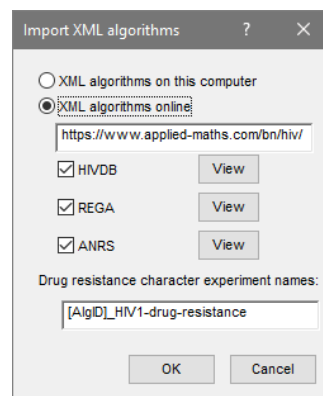 Import XML algorithms ? ×
XML algorithms on this computer
XML algorithms online
https://www.applied-maths.com/bn/hiv/
HIVDB View
REGA View
ANRS View
Drug resistance character experiment names:
[AlgID]_HIV1-drug-resistance
OK Cancel